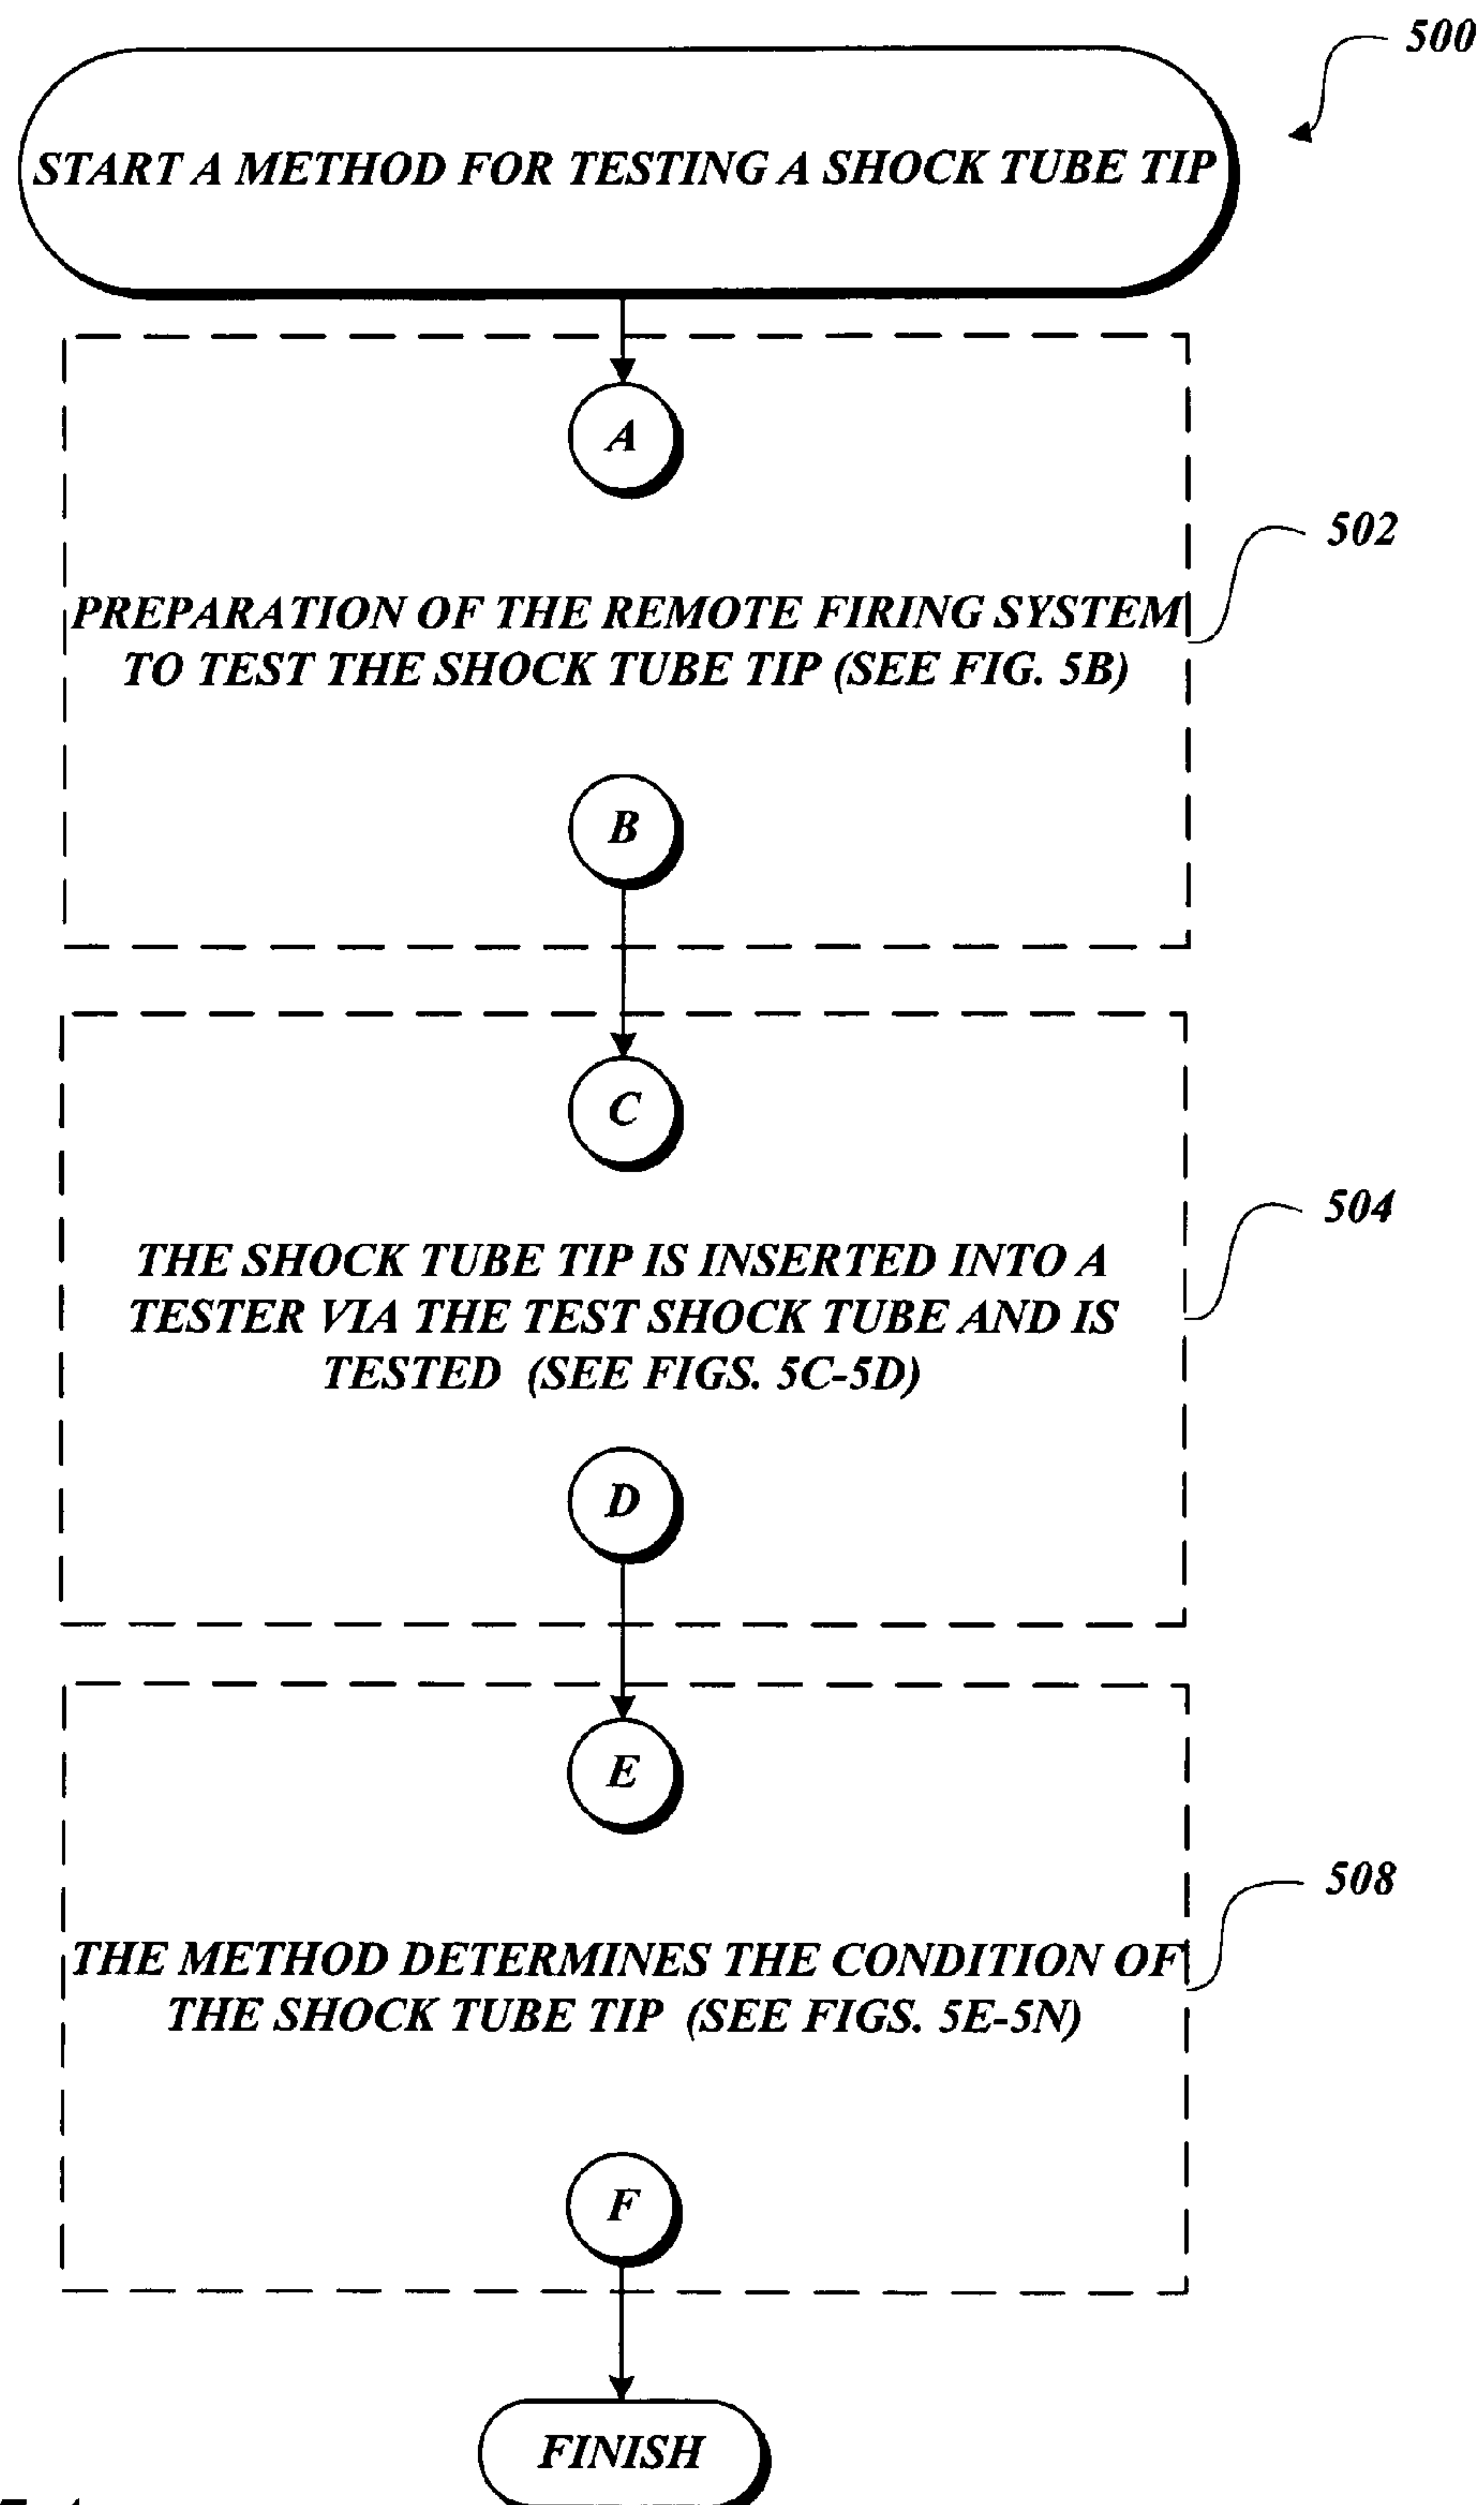 500
START A METHOD FOR TESTING A SHOCK TUBE TIP
A
502
PREPARATION OF THE REMOTE FIRING SYSTEM
TO TEST THE SHOCK TUBE TIP (SEE FIG. 5B)
B
C
504
THE SHOCK TUBE TIP IS INSERTED INTO A
TESTER VIA THE TEST SHOCK TUBE AND IS
TESTED (SEE FIGS. 5C-5D)
D
E
508
THE METHOD DETERMINES THE CONDITION OF
THE SHOCK TUBE TIP (SEE FIGS. 5E-5N)
F
FINISH